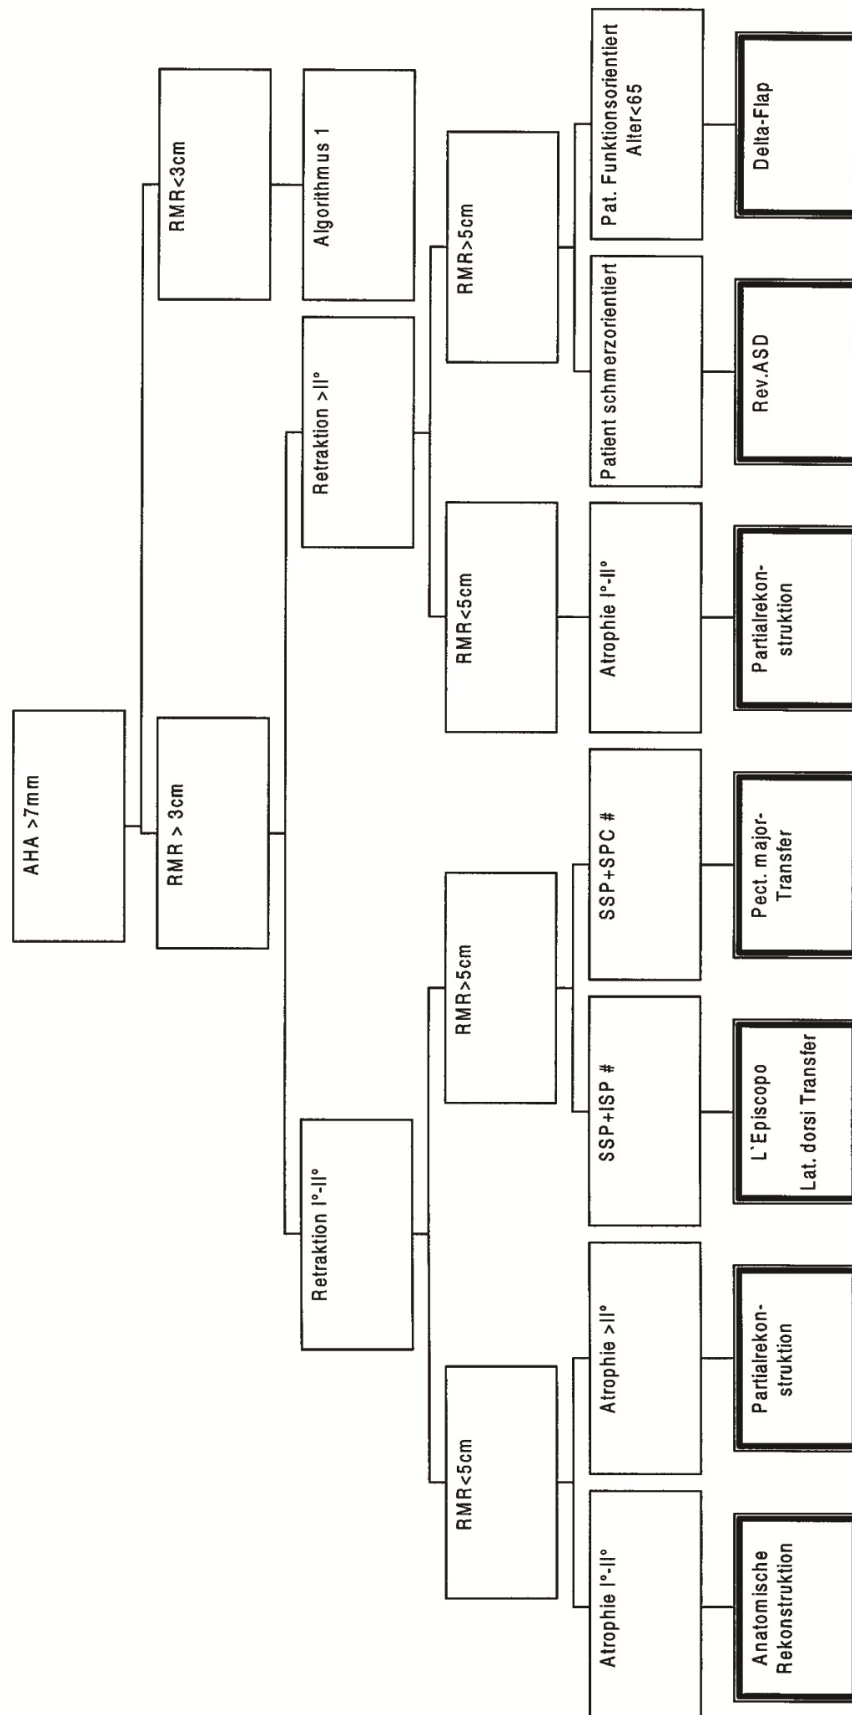 AHA >7mm
RMR > 3cm
RMR<3cm
Retraktion I°-II°
Retraktion >II°
Algorithmus 1
RMR<5cm
RMR>5cm
RMR<5cm
RMR>5cm
Atrophie I°-II°
Atrophie >II°
SSP+ISP #
SSP+SPC #
Atrophie I°-II°
Patient schmerzorientiert
Pat. Funktionsorientiert
Alter<65
Anatomische
Rekonstruktion
Partialrekon-
struktion
L`Episcopo
Lat. dorsi Transfer
Pect. major-
Transfer
Partialrekon-
struktion
Rev.ASD
Delta-Flap